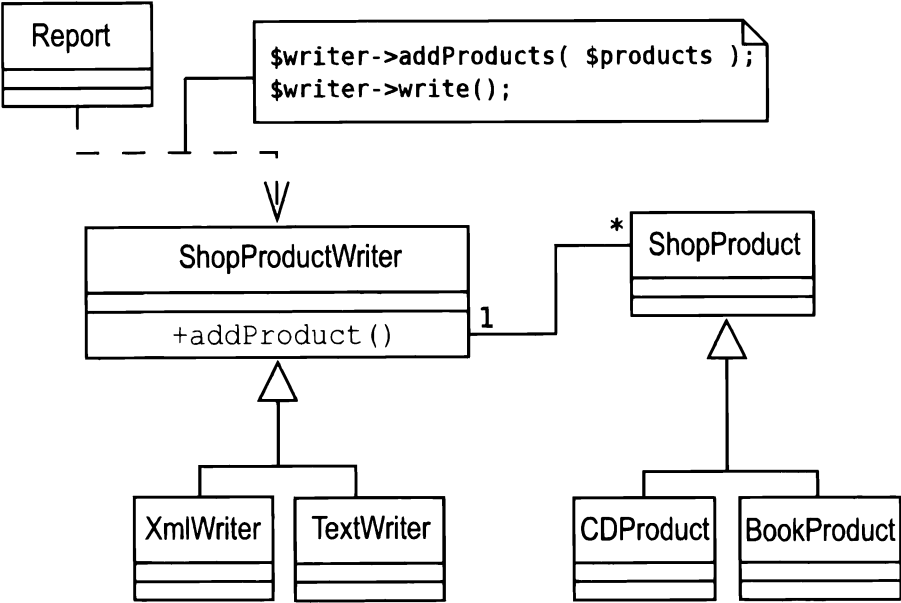 Report
$writer->addProducts( $products );
$writer->write();
ShopProductWriter
+addProduct()
1
*
ShopProduct
XmlWriter
TextWriter
CDProduct
BookProduct